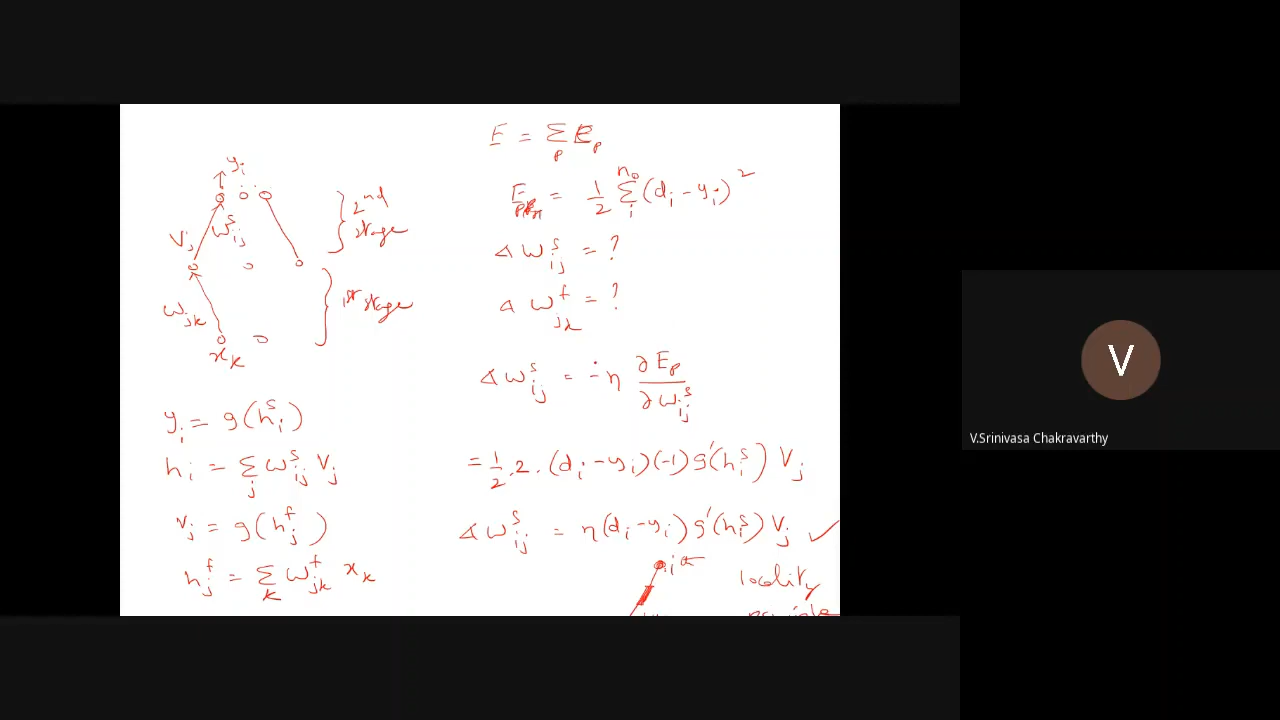 y_i
w^s_ij
V_j
2nd
stage
1st stage
w_jk
x_k
y_i = g(h^s_i)
h_i = Σ_j w^s_ij V_j
V_j = g(h^f_j)
h^f_j = Σ_k w^f_jk x_k
E = Σ_p E_p
= 1/2 Σ_i^{n_o} (d_i - y_i)^2
Δw^s_ij = ?
Δw^f_jk = ?
Δw^s_ij = -η ∂E_p/∂w^s_ij
= 1/2 . 2 . (d_i - y_i)(-1) g'(h^s_i) V_j
Δw^s_ij = η(d_i - y_i) g'(h^s_i) V_j ✓
i ←
locality
V
V.Srinivasa Chakravarthy